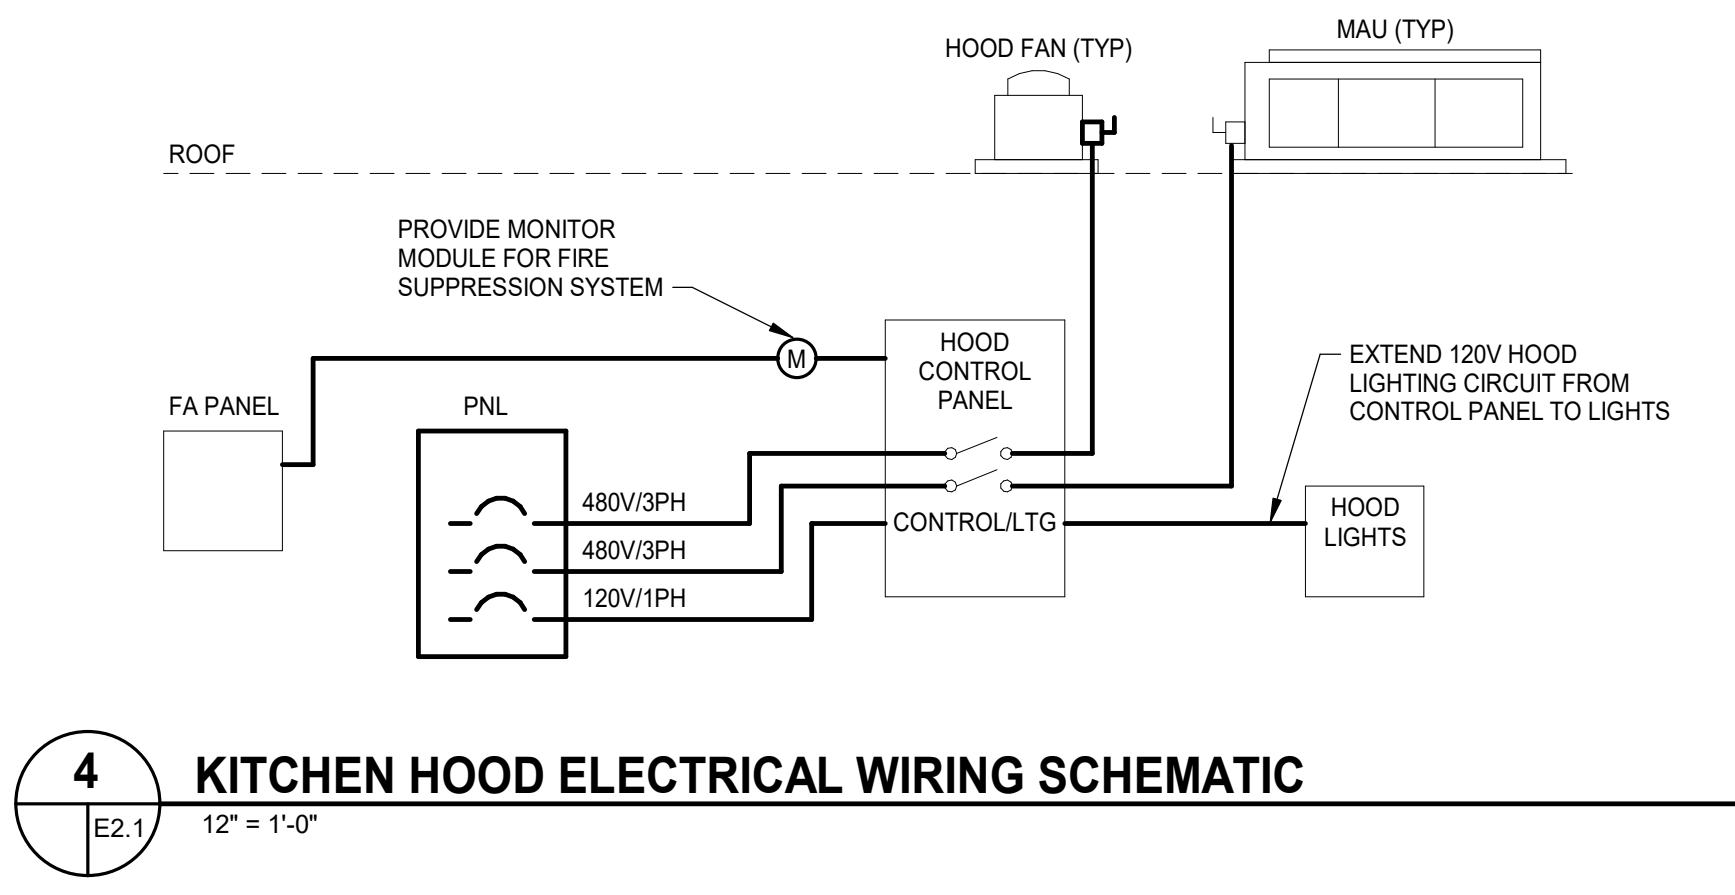 HOOD FAN (TYP)
MAU (TYP)
ROOF
PROVIDE MONITOR
MODULE FOR FIRE
SUPPRESSION SYSTEM
M
HOOD
CONTROL
PANEL
EXTEND 120V HOOD
LIGHTING CIRCUIT FROM
CONTROL PANEL TO LIGHTS
FA PANEL
PNL
480V/3PH
480V/3PH
120V/1PH
CONTROL/LTG
HOOD
LIGHTS
4
E2.1
KITCHEN HOOD ELECTRICAL WIRING SCHEMATIC
12" = 1'-0"